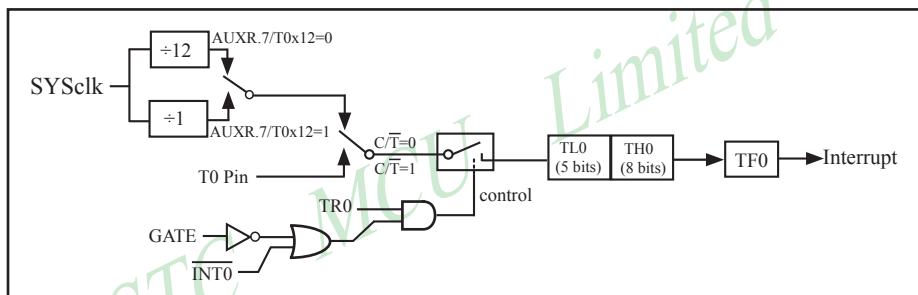 AUXR.7/T0x12=0
÷12
SYSclk
÷1
AUXR.7/T0x12=1
C/T̅=0
C/T̅=1
T0 Pin
TL0
(5 bits)
TH0
(8 bits)
TF0
Interrupt
control
TR0
GATE
I̅N̅T̅0̅
STC MCU Limited